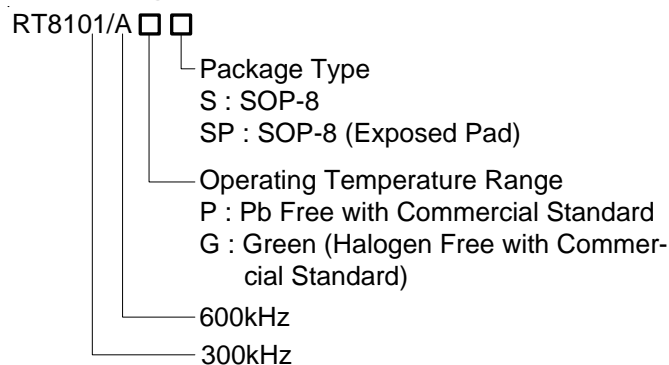 RT8101/A
Package Type
S : SOP-8
SP : SOP-8 (Exposed Pad)
Operating Temperature Range
P : Pb Free with Commercial Standard
G : Green (Halogen Free with Commer-
cial Standard)
600kHz
300kHz